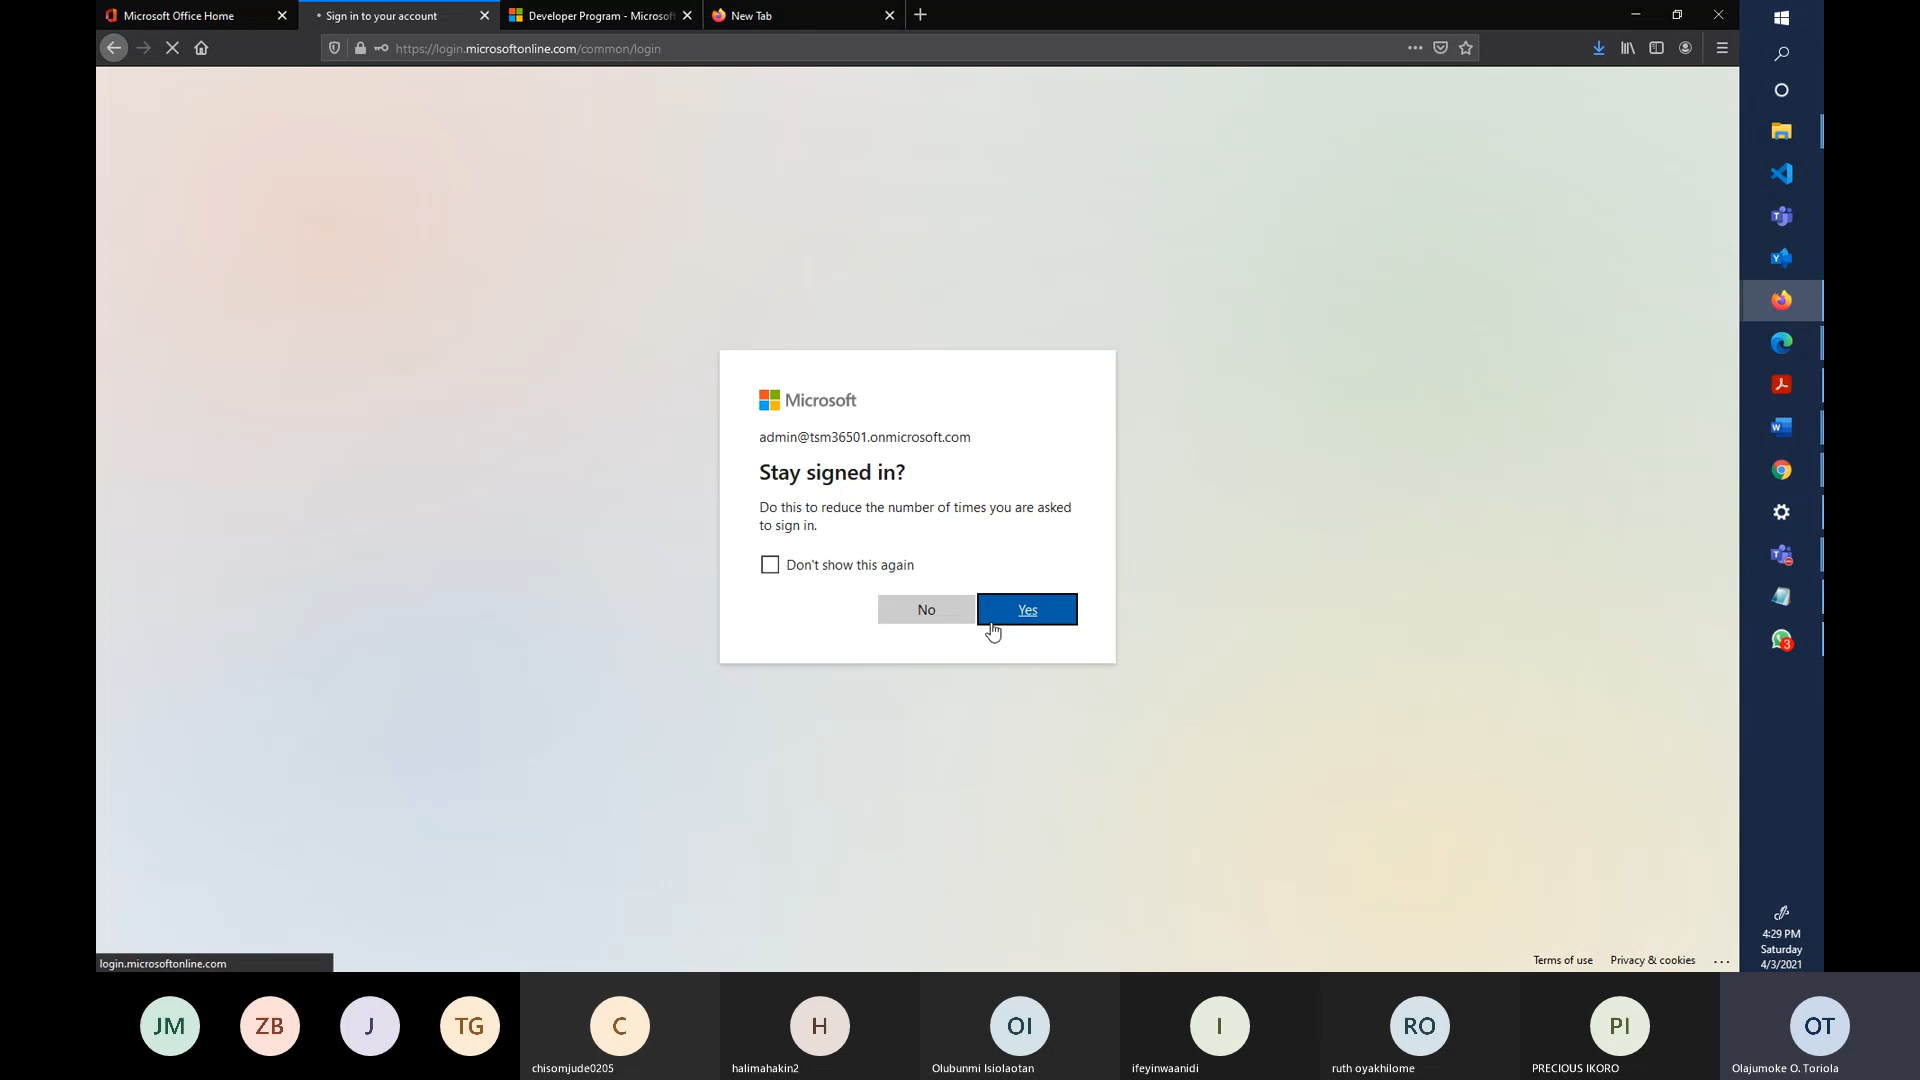 Microsoft Office Home
Sign in to your account
Developer Program - Microsof
New Tab
https://login.microsoftonline.com/common/login
Microsoft
admin@tsm36501.onmicrosoft.com
Stay signed in?
Do this to reduce the number of times you are asked
to sign in.
Don't show this again
No
Yes
login.microsoftonline.com
Terms of use
Privacy & cookies
...
3
4:29 PM
Saturday
4/3/2021
JM
ZB
J
TG
C
chisomjude0205
H
halimahakin2
OI
Olubunmi Isiolaotan
I
ifeyinwaanidi
RO
ruth oyakhilome
PI
PRECIOUS IKORO
OT
Olajumoke O. Toriola